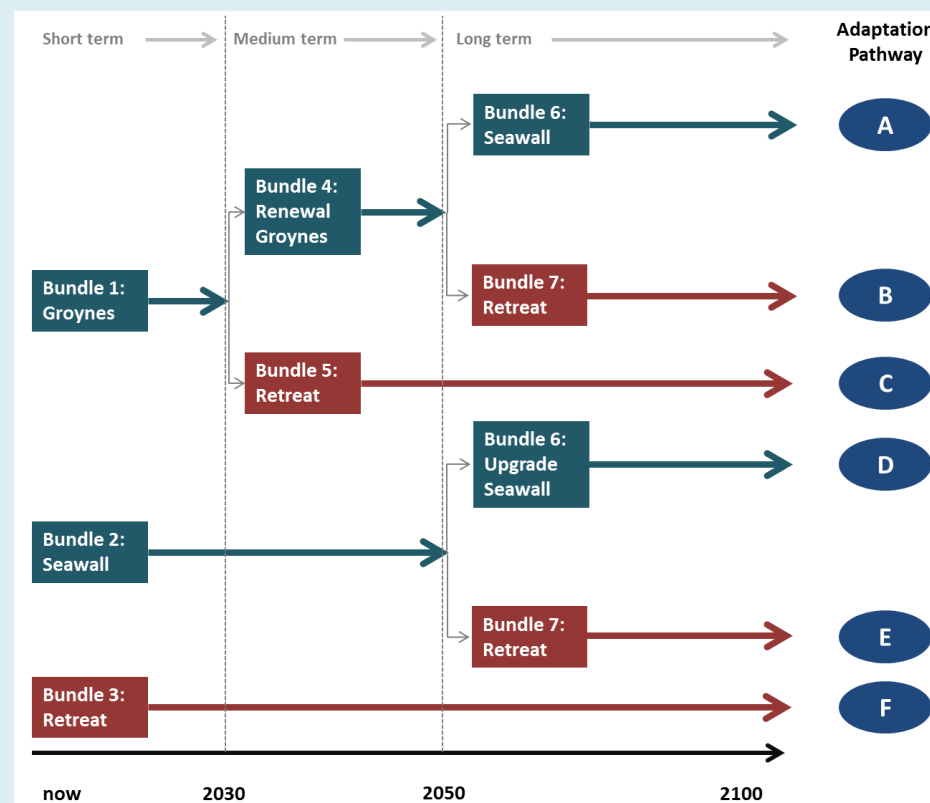 Short term
Medium term
Long term
Adaptation
Pathway
Bundle 6:
Seawall
A
Bundle 4:
Renewal
Groynes
Bundle 1:
Groynes
Bundle 7:
Retreat
B
Bundle 5:
Retreat
C
Bundle 6:
Upgrade
Seawall
D
Bundle 2:
Seawall
Bundle 7:
Retreat
E
Bundle 3:
Retreat
F
now
2030
2050
2100